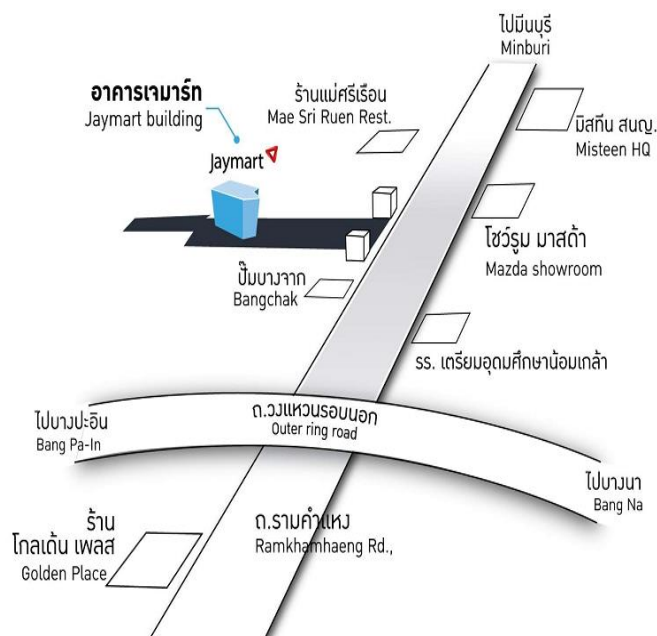 ไปมีนบุรี
Minburi
อาคารเจมาร์ท
Jaymart building
ร้านแม่ศรีเรือน
Mae Sri Ruen Rest.
มิสทีน สนญ.
Misteen HQ
Jaymart
โชว์รูม มาสด้า
Mazda showroom
ปั๊มบางจาก
Bangchak
รร. เตรียมอุดมศึกษาน้อมเกล้า
ไปบางปะอิน
Bang Pa-In
ถ.วงแหวนรอบนอก
Outer ring road
ไปบางนา
Bang Na
ร้าน
โกลเด้น เพลส
Golden Place
ถ.รามคำแหง
Ramkhamhaeng Rd.,